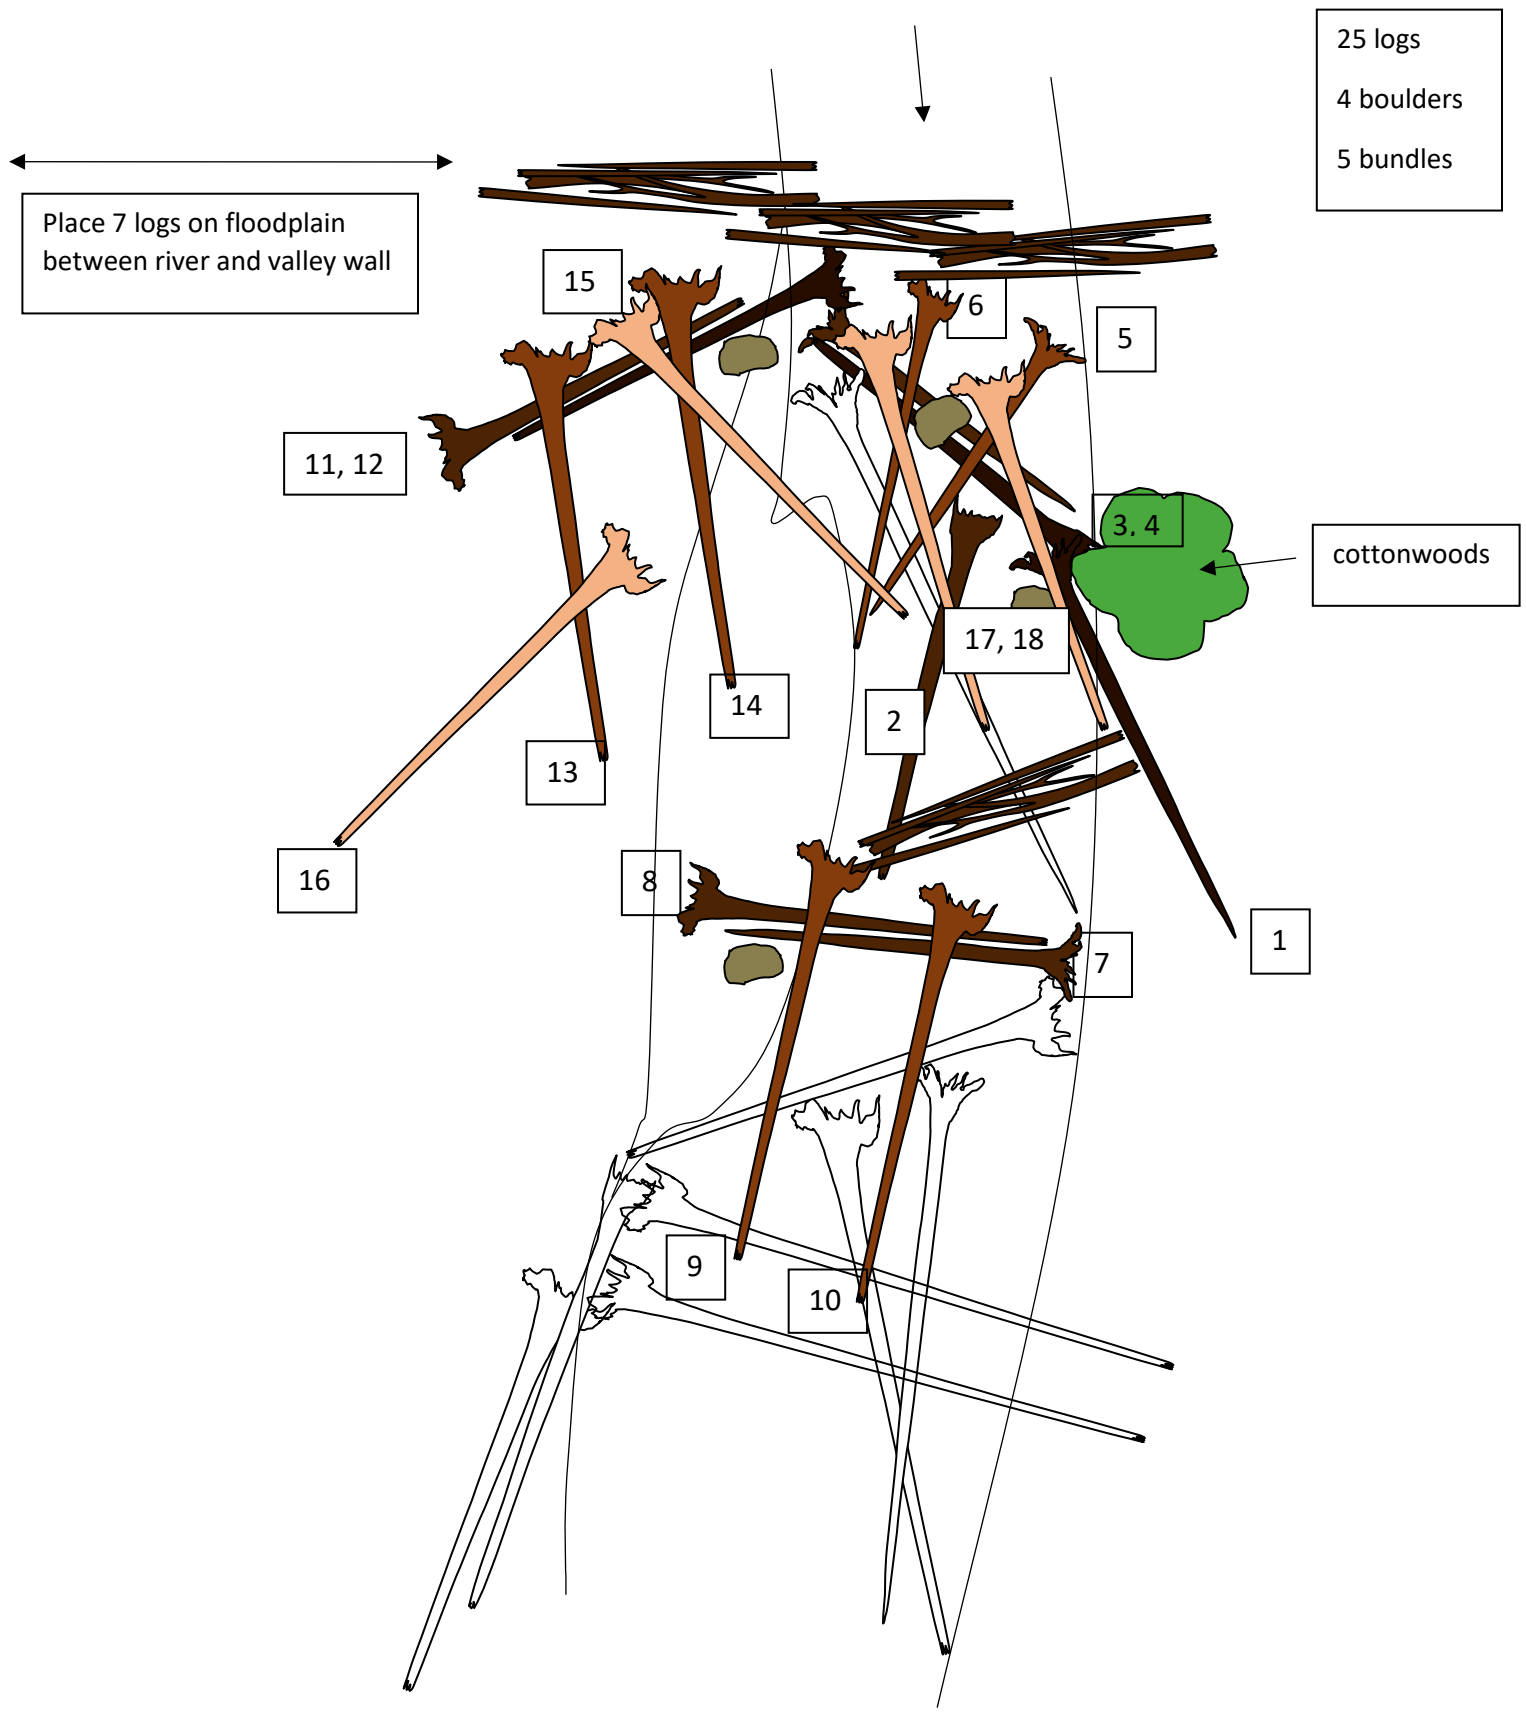 25 logs
4 boulders
5 bundles
Place 7 logs on floodplain
between river and valley wall
15
6
5
11, 12
3, 4
cottonwoods
17, 18
14
2
13
16
8
1
7
9
10